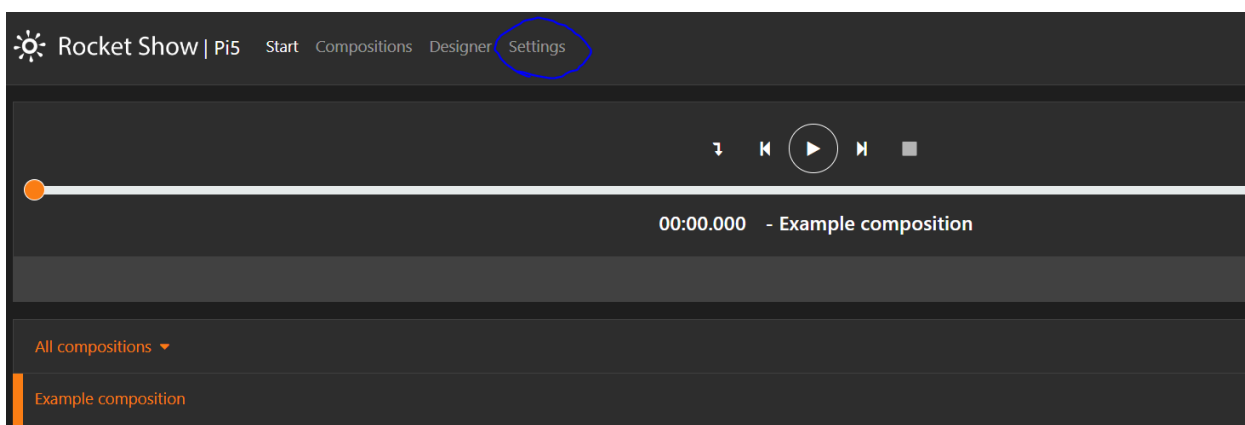 Rocket Show | Pi5 Start Compositions Designer Settings
00:00.000 - Example composition
All compositions
Example composition